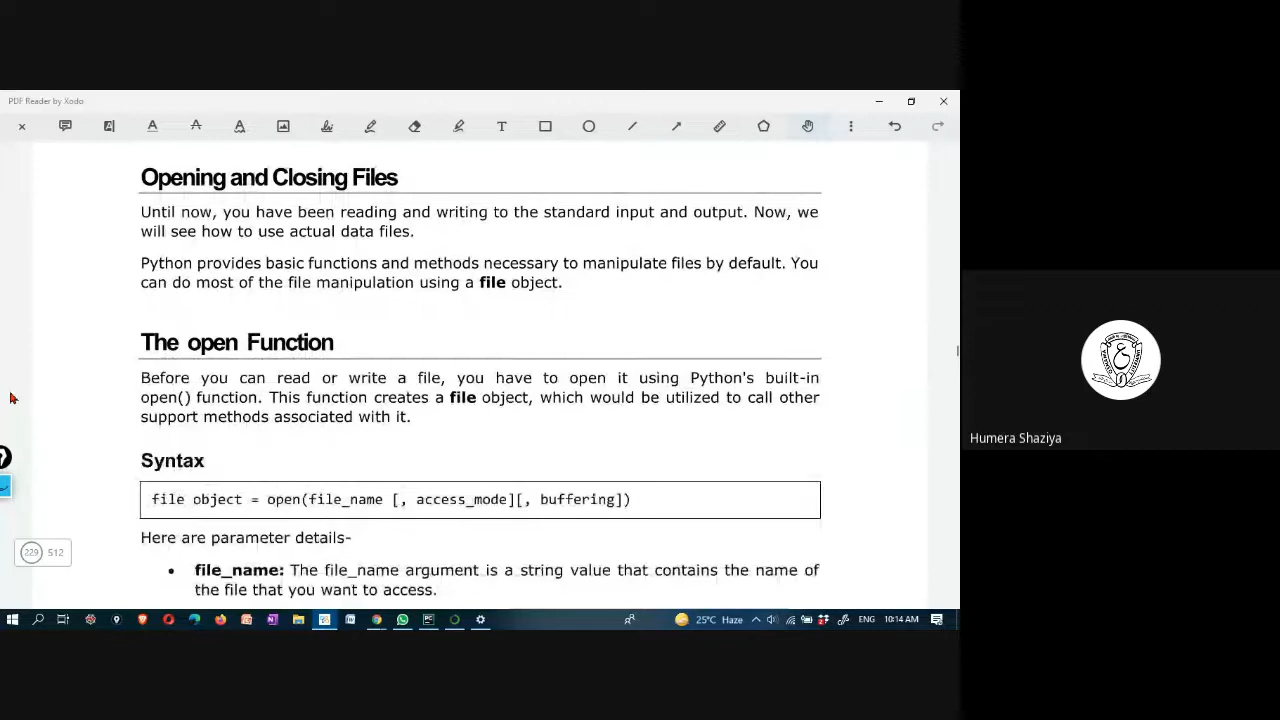 PDF Reader by Xodo
Opening and Closing Files
Until now, you have been reading and writing to the standard input and output. Now, we
will see how to use actual data files.
Python provides basic functions and methods necessary to manipulate files by default. You
can do most of the file manipulation using a file object.
The open Function
Before you can read or write a file, you have to open it using Python's built-in
open() function. This function creates a file object, which would be utilized to call other
support methods associated with it.
Syntax
file object = open(file_name [, access_mode][, buffering])
Here are parameter details-
229 512
• file_name: The file_name argument is a string value that contains the name of
the file that you want to access.
25°C Haze
ENG
10:14 AM
Humera Shaziya